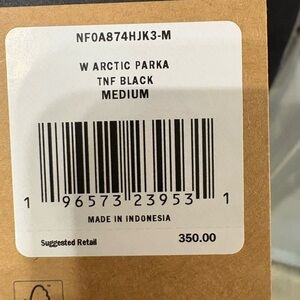 NF0A874HJK3-M
W ARCTIC PARKA
TNF BLACK
MEDIUM
1 96573 23953 1
MADE IN INDONESIA
Suggested Retail 350.00